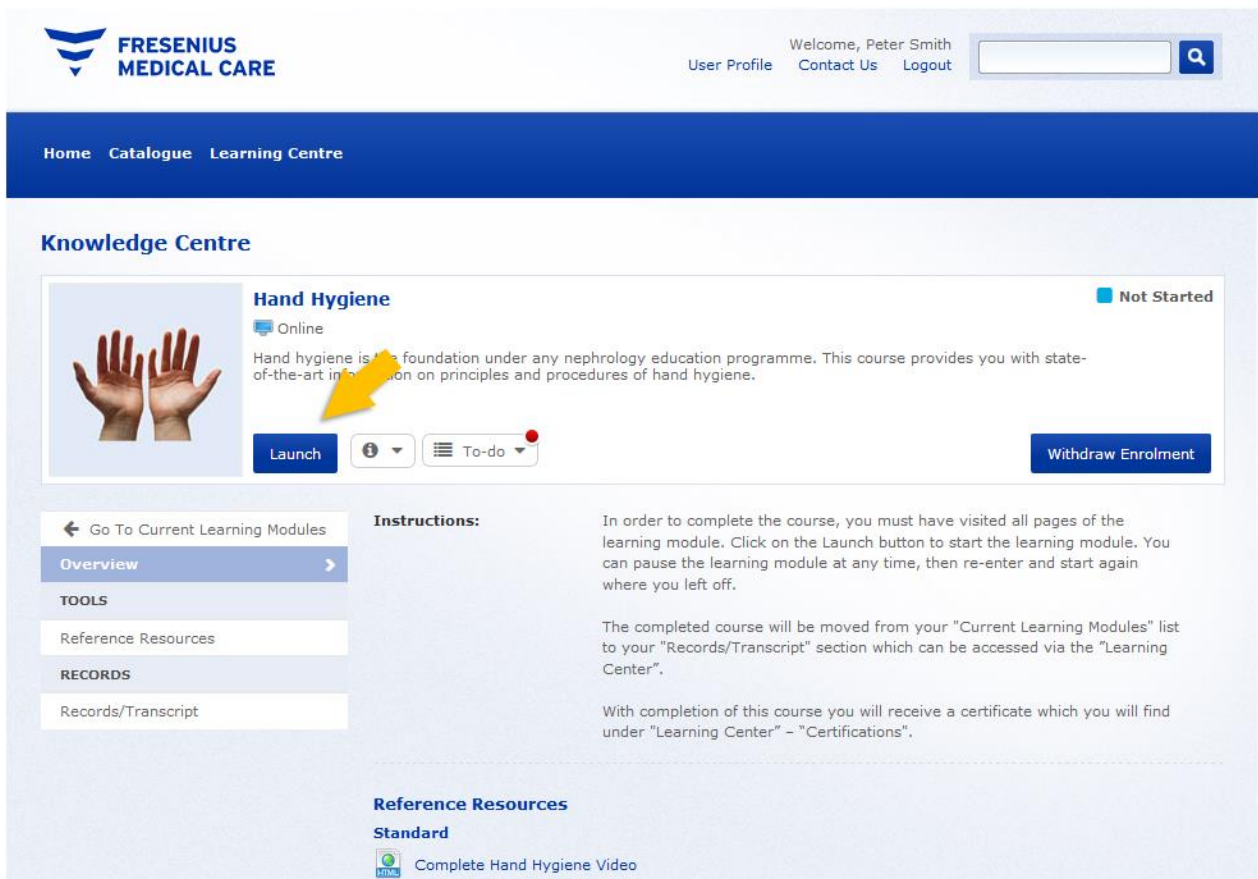 FRESENIUS
MEDICAL CARE
Welcome, Peter Smith
User Profile Contact Us Logout
Home Catalogue Learning Centre
Knowledge Centre
Hand Hygiene
Not Started
Online
Hand hygiene is the foundation under any nephrology education programme. This course provides you with state-
of-the-art information on principles and procedures of hand hygiene.
Launch
To-do
Withdraw Enrolment
Go To Current Learning Modules
Overview
TOOLS
Reference Resources
RECORDS
Records/Transcript
Instructions:
In order to complete the course, you must have visited all pages of the
learning module. Click on the Launch button to start the learning module. You
can pause the learning module at any time, then re-enter and start again
where you left off.
The completed course will be moved from your "Current Learning Modules" list
to your "Records/Transcript" section which can be accessed via the "Learning
Center”.
With completion of this course you will receive a certificate which you will find
under "Learning Center” – “Certifications".
Reference Resources
Standard
HTML
Complete Hand Hygiene Video